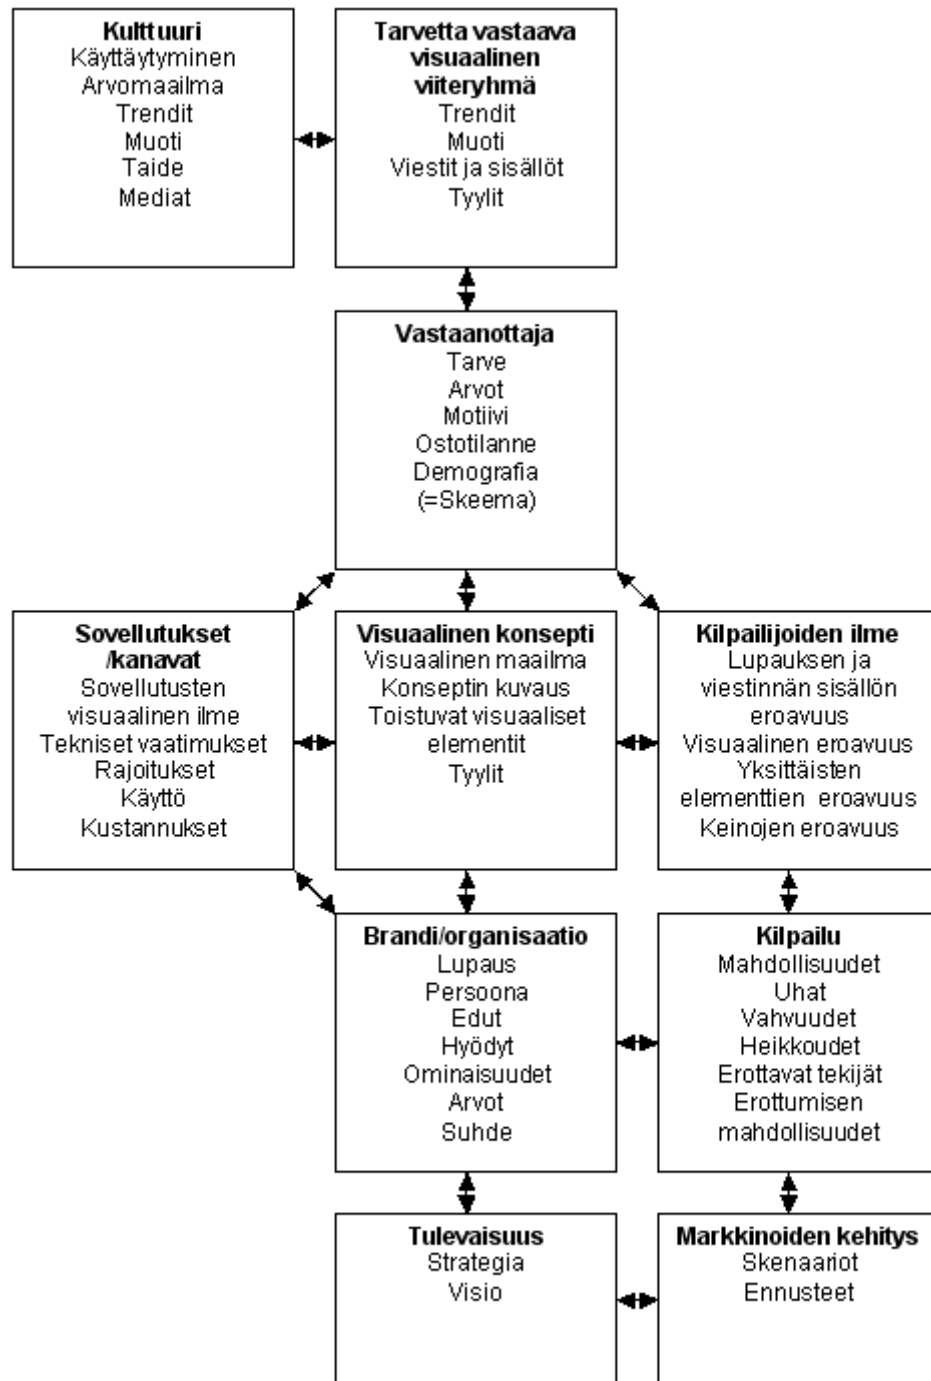 Kulttuuri
Käyttäytyminen
Arvomaailma
Trendit
Muoti
Taide
Mediat
Tarvetta vastaava
visuaalinen
viiteryhmä
Trendit
Muoti
Viestit ja sisällöt
Tyylit
Vastaanottaja
Tarve
Arvot
Motiivi
Ostotilanne
Demografia
(=Skeema)
Sovellutukset
/kanavat
Sovellutusten
visuaalinen ilme
Tekniset vaatimukset
Rajoitukset
Käyttö
Kustannukset
Visuaalinen konsepti
Visuaalinen maailma
Konseptin kuvaus
Toistuvat visuaaliset
elementit
Tyylit
Kilpailijoiden ilme
Lupauksen ja
viestinnän sisällön
eroavuus
Visuaalinen eroavuus
Yksittäisten
elementtien eroavuus
Keinojen eroavuus
Brandi/organisaatio
Lupaus
Persoona
Edut
Hyödyt
Ominaisuudet
Arvot
Suhde
Kilpailu
Mahdollisuudet
Uhat
Vahvuudet
Heikkoudet
Erottavat tekijät
Erottumisen
mahdollisuudet
Tulevaisuus
Strategia
Visio
Markkinoiden kehitys
Skenaariot
Ennusteet